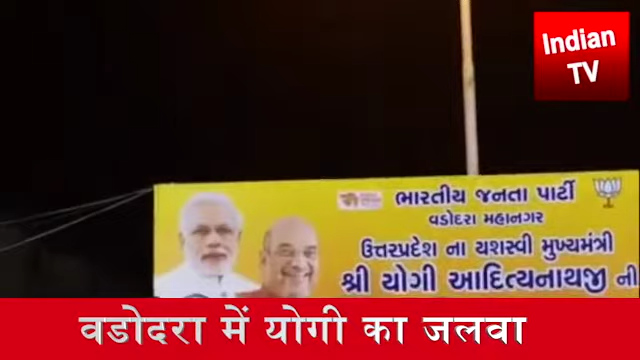 Indian
TV
ભારતીય જનતા પાર્ટી
વડોદરા મહાનગર
ઉત્તરપ્રદેશ ના યશસ્વી મુખ્યમંત્રી
શ્રી યોગી આદિત્યનાથજી ની
वडोदरा में योगी का जलवा